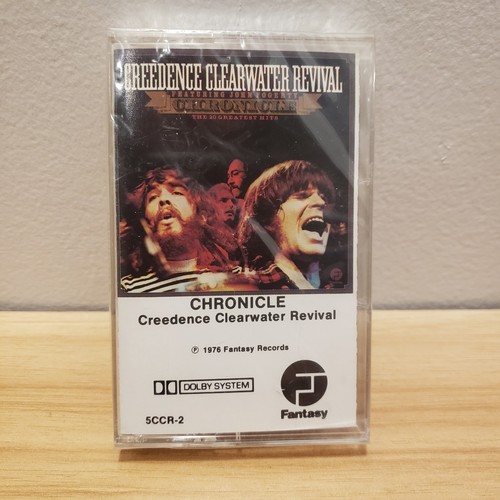 CREEDENCE CLEARWATER REVIVAL
FEATURING JOHN FOGERTY
CHRONICLE
THE 20 GREATEST HITS
CHRONICLE
Creedence Clearwater Revival
℗ 1976 Fantasy Records
DOLBY SYSTEM
Fantasy
5CCR-2